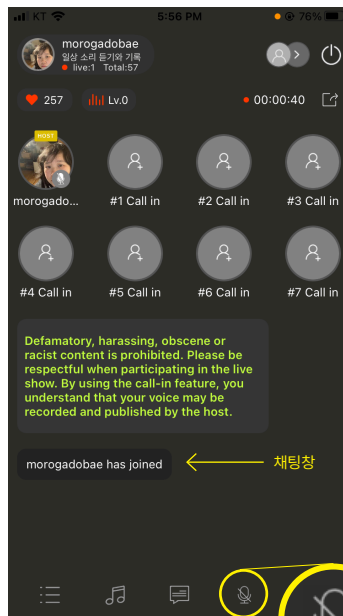 KT 5:56 PM 76%
morogadobae
일상 소리 듣기와 기록
live:1 Total:57
257 Lv.0 00:00:40
HOST
morogado... #1 Call in #2 Call in #3 Call in
#4 Call in #5 Call in #6 Call in #7 Call in
Defamatory, harassing, obscene or
racist content is prohibited. Please be
respectful when participating in the live
show. By using the call-in feature, you
understand that your voice may be
recorded and published by the host.
morogadobae has joined 채팅창